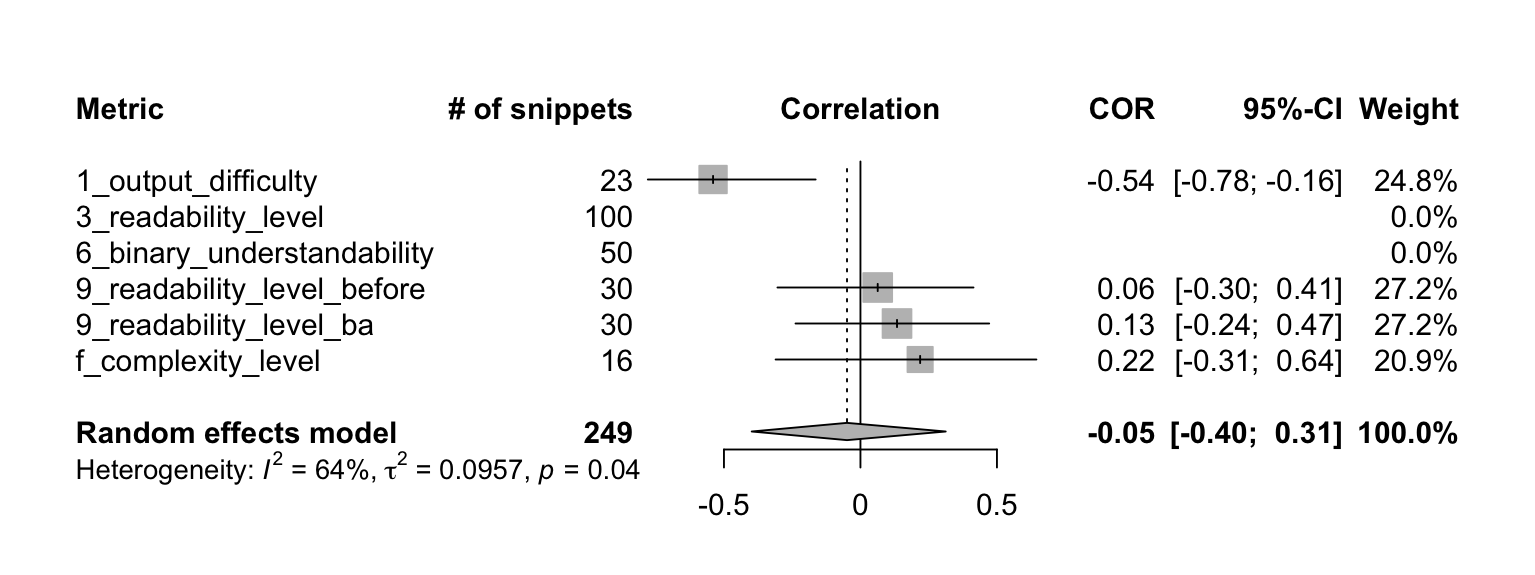 Metric # of snippets Correlation COR 95%-CI Weight
1_output_difficulty 23 -0.54 [-0.78; -0.16] 24.8%
3_readability_level 100 0.0%
6_binary_understandability 50 0.0%
9_readability_level_before 30 0.06 [-0.30; 0.41] 27.2%
9_readability_level_ba 30 0.13 [-0.24; 0.47] 27.2%
f_complexity_level 16 0.22 [-0.31; 0.64] 20.9%
Random effects model 249 -0.05 [-0.40; 0.31] 100.0%
Heterogeneity: I² = 64%, τ² = 0.0957, p = 0.04
-0.5 0 0.5